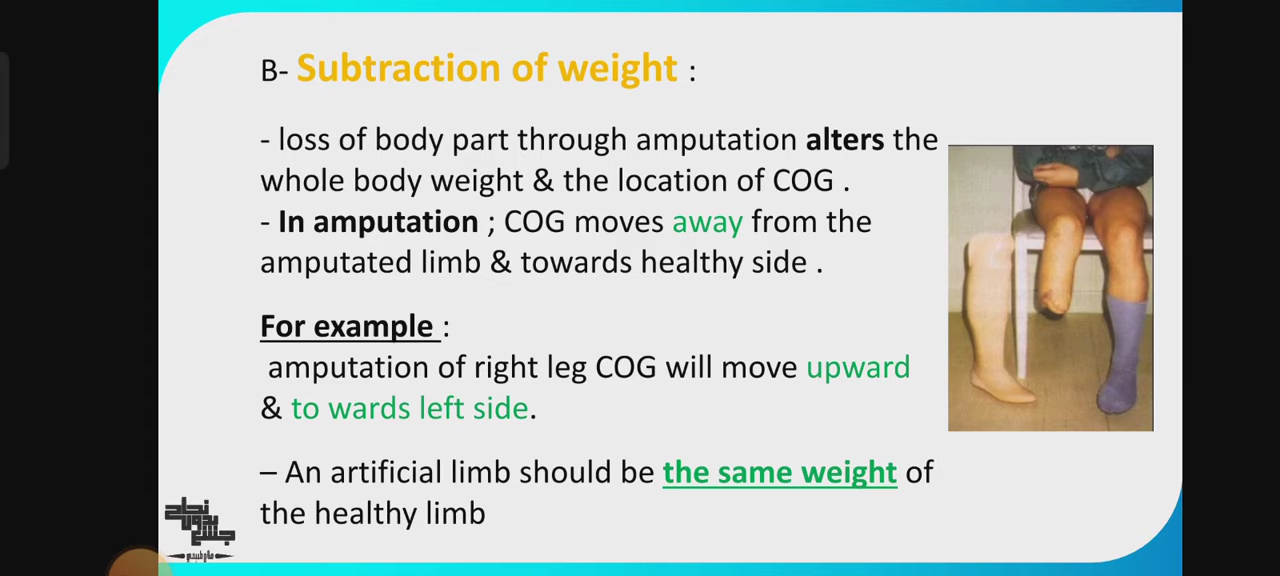 B- Subtraction of weight :
- loss of body part through amputation alters the
whole body weight & the location of COG .
- In amputation ; COG moves away from the
amputated limb & towards healthy side .
For example :
amputation of right leg COG will move upward
& to wards left side.
– An artificial limb should be the same weight of
the healthy limb